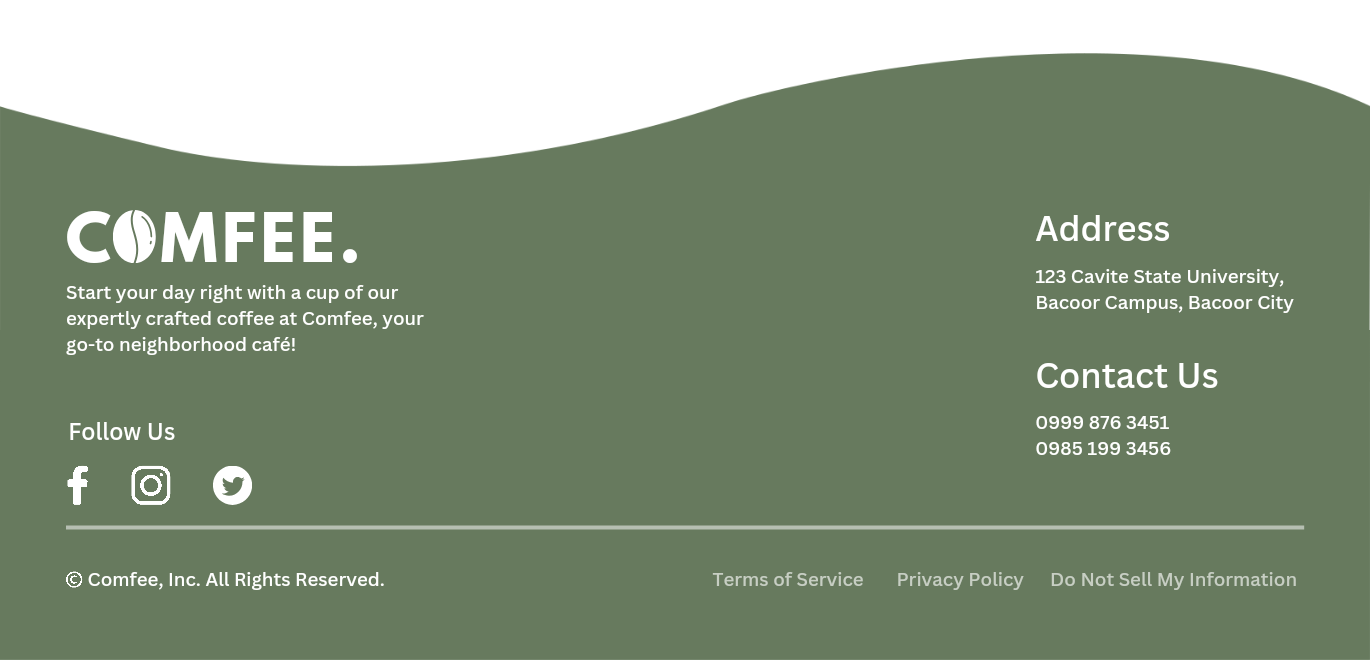 COMFEE.
Start your day right with a cup of our
expertly crafted coffee at Comfee, your
go-to neighborhood café!
Follow Us
Address
123 Cavite State University,
Bacoor Campus, Bacoor City
Contact Us
0999 876 3451
0985 199 3456
© Comfee, Inc. All Rights Reserved.
Terms of Service Privacy Policy Do Not Sell My Information